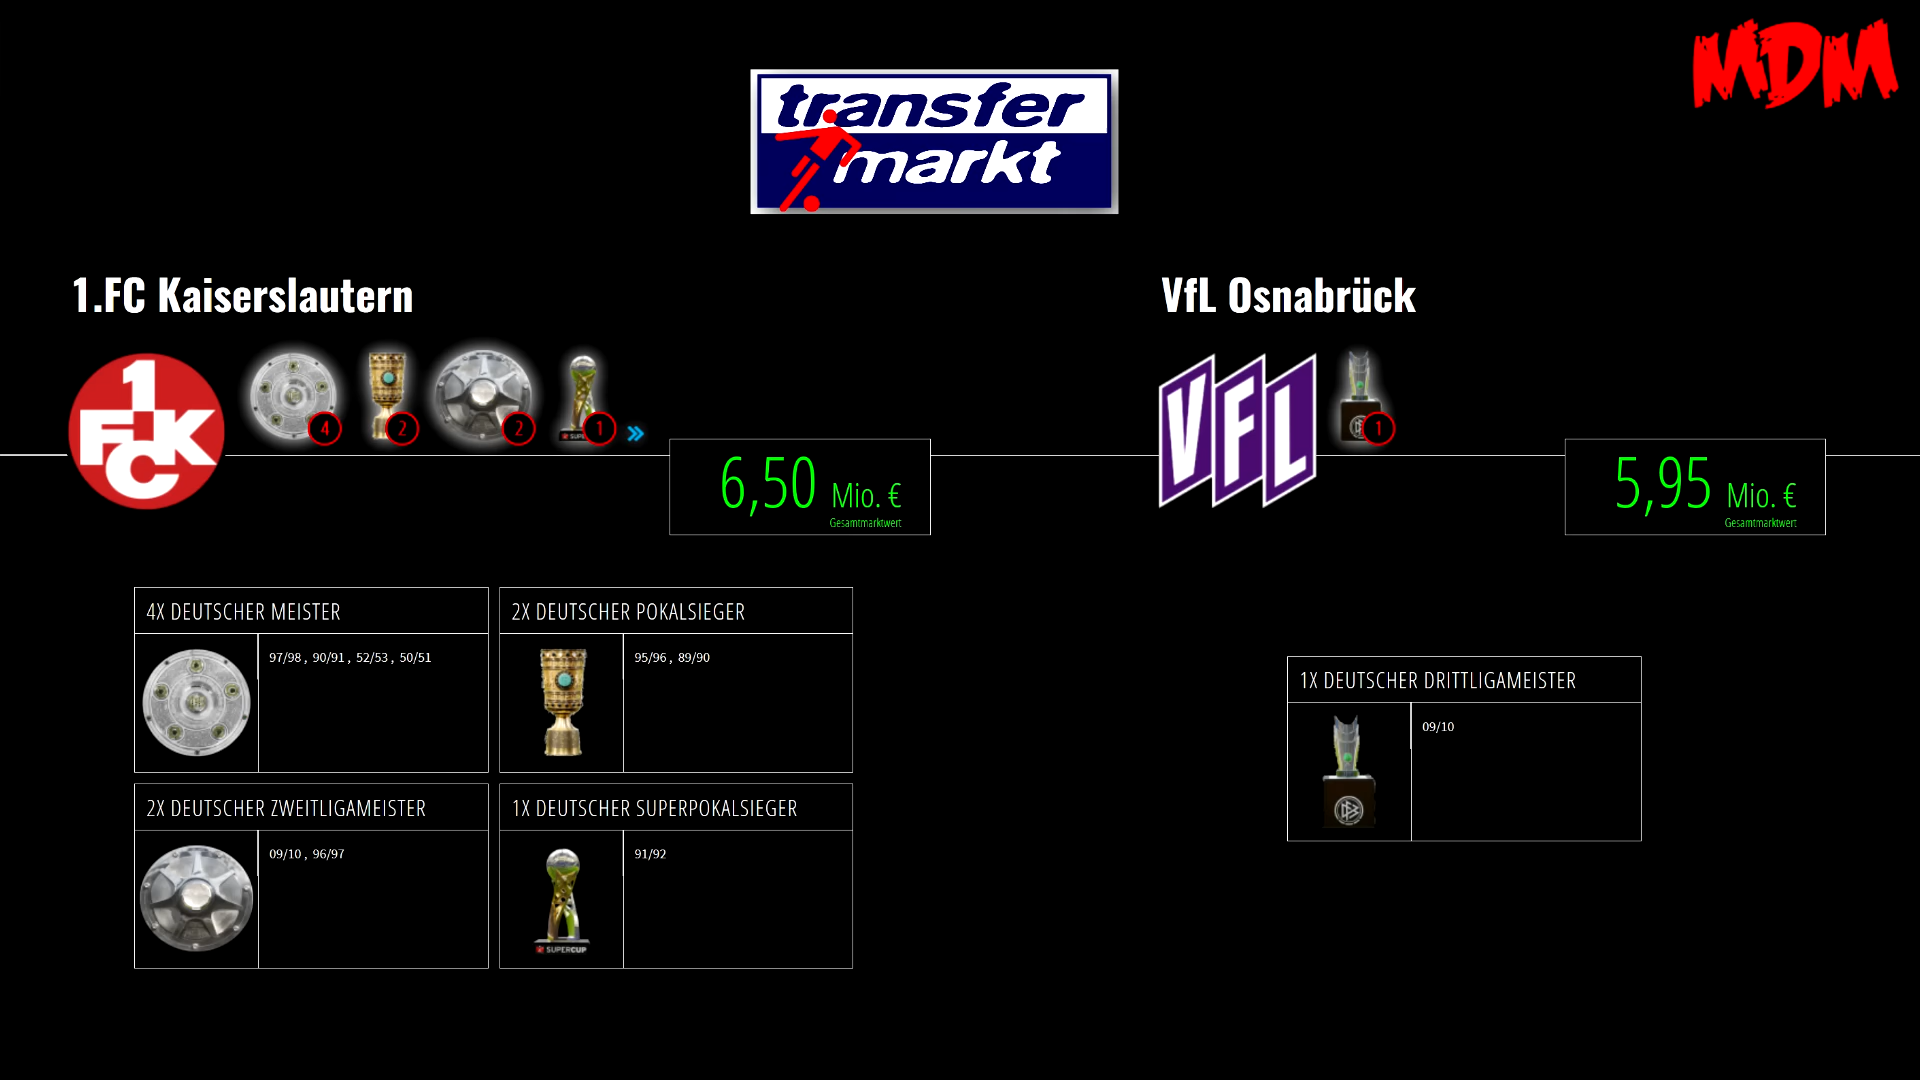 MDM
transfer
markt
1.FC Kaiserslautern
1
FCK
4
2
2
1
6,50 Mio. €
Gesamtmarktwert
VfL Osnabrück
VFL
1
5,95 Mio. €
Gesamtmarktwert
4X DEUTSCHER MEISTER
97/98 , 90/91 , 52/53 , 50/51
2X DEUTSCHER POKALSIEGER
95/96 , 89/90
2X DEUTSCHER ZWEITLIGAMEISTER
09/10 , 96/97
1X DEUTSCHER SUPERPOKALSIEGER
91/92
SUPERCUP
1X DEUTSCHER DRITTLIGAMEISTER
09/10